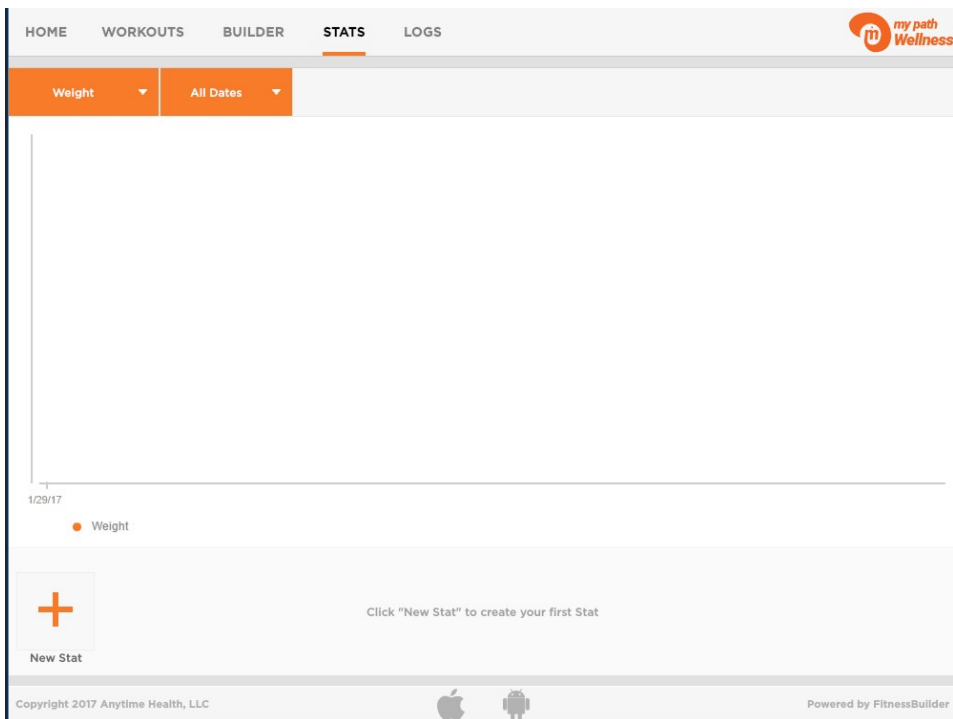 HOME WORKOUTS BUILDER STATS LOGS
my path
Wellness
Weight All Dates
1/29/17
Weight
Click "New Stat" to create your first Stat
New Stat
Copyright 2017 Anytime Health, LLC Powered by FitnessBuilder